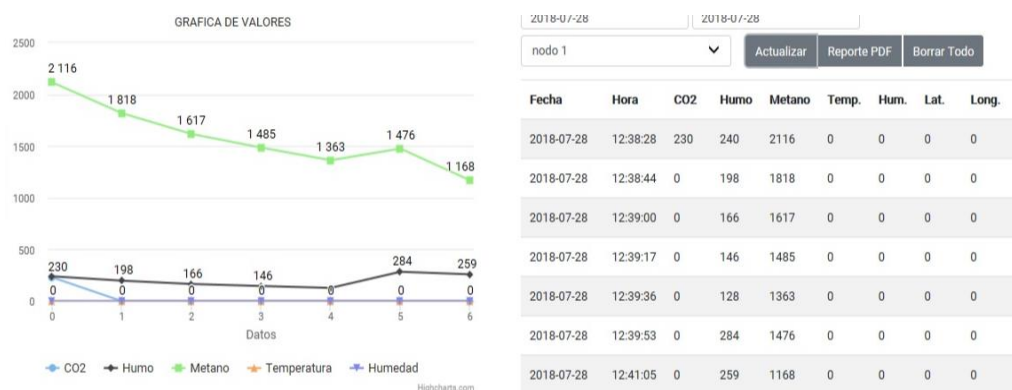 GRAFICA DE VALORES
2500
2000
1500
1000
500
0
2 116
1 818
1 617
1 485
1 363
1 476
1 168
230
198
166
146
284
259
0 0 0 0 0 0 0
0 1 2 3 4 5 6
Datos
CO2 Humo Metano Temperatura Humedad
Highcharts.com
2018-07-28 2018-07-28
nodo 1 Actualizar Reporte PDF Borrar Todo
Fecha Hora CO2 Humo Metano Temp. Hum. Lat. Long.
2018-07-28 12:38:28 230 240 2116 0 0 0 0
2018-07-28 12:38:44 0 198 1818 0 0 0 0
2018-07-28 12:39:00 0 166 1617 0 0 0 0
2018-07-28 12:39:17 0 146 1485 0 0 0 0
2018-07-28 12:39:36 0 128 1363 0 0 0 0
2018-07-28 12:39:53 0 284 1476 0 0 0 0
2018-07-28 12:41:05 0 259 1168 0 0 0 0